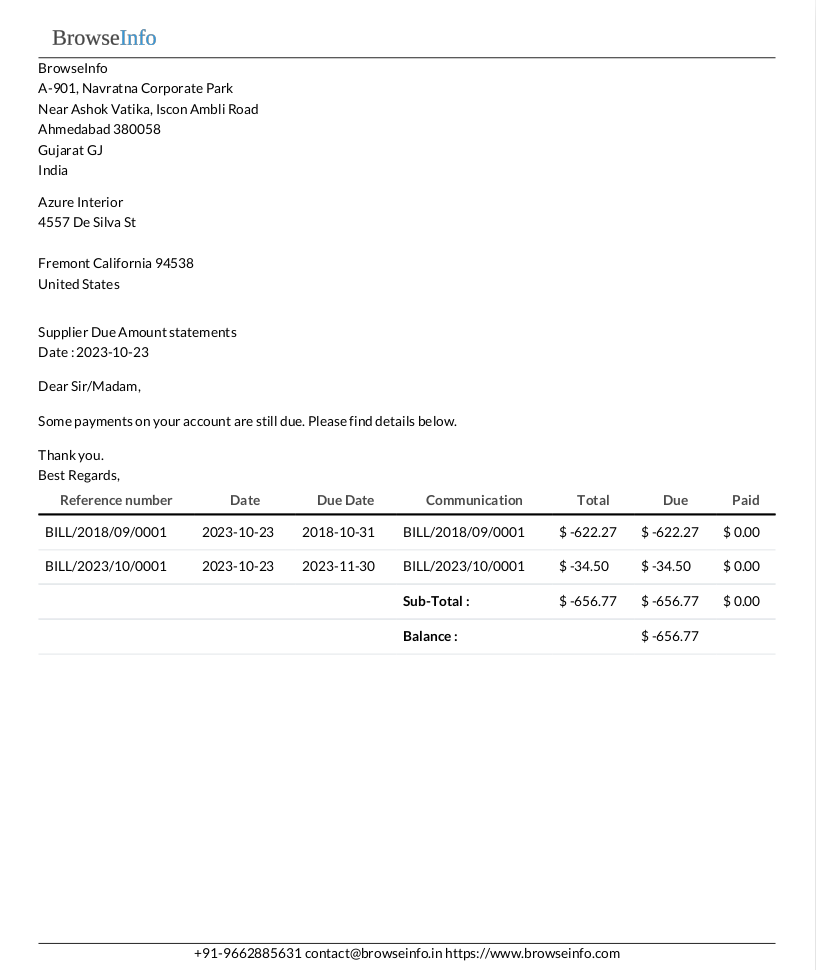 BrowseInfo
BrowseInfo
A-901, Navratna Corporate Park
Near Ashok Vatika, Iscon Ambli Road
Ahmedabad 380058
Gujarat GJ
India
Azure Interior
4557 De Silva St
Fremont California 94538
United States
Supplier Due Amount statements
Date : 2023-10-23
Dear Sir/Madam,
Some payments on your account are still due. Please find details below.
Thank you.
Best Regards,
Reference number Date Due Date Communication Total Due Paid
BILL/2018/09/0001 2023-10-23 2018-10-31 BILL/2018/09/0001 $ -622.27 $ -622.27 $ 0.00
BILL/2023/10/0001 2023-10-23 2023-11-30 BILL/2023/10/0001 $ -34.50 $ -34.50 $ 0.00
Sub-Total : $ -656.77 $ -656.77 $ 0.00
Balance : $ -656.77
+91-9662885631 contact@browseinfo.in https://www.browseinfo.com